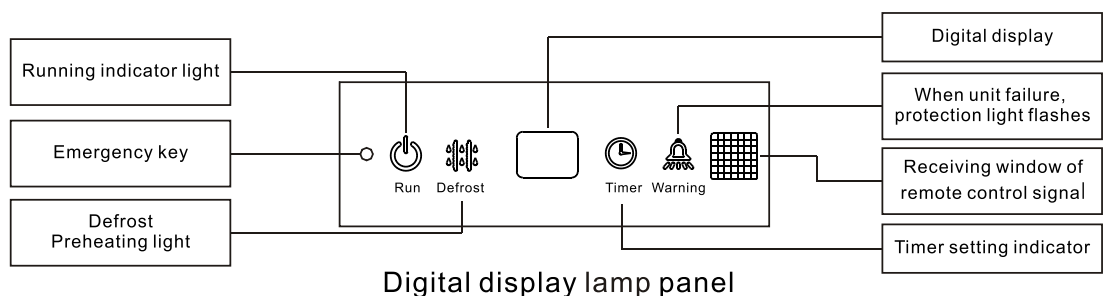 Running indicator light
Emergency key
Defrost
Preheating light
Run
Defrost
Timer
Warning
Digital display
When unit failure,
protection light flashes
Receiving window of
remote control signal
Timer setting indicator
Digital display lamp panel